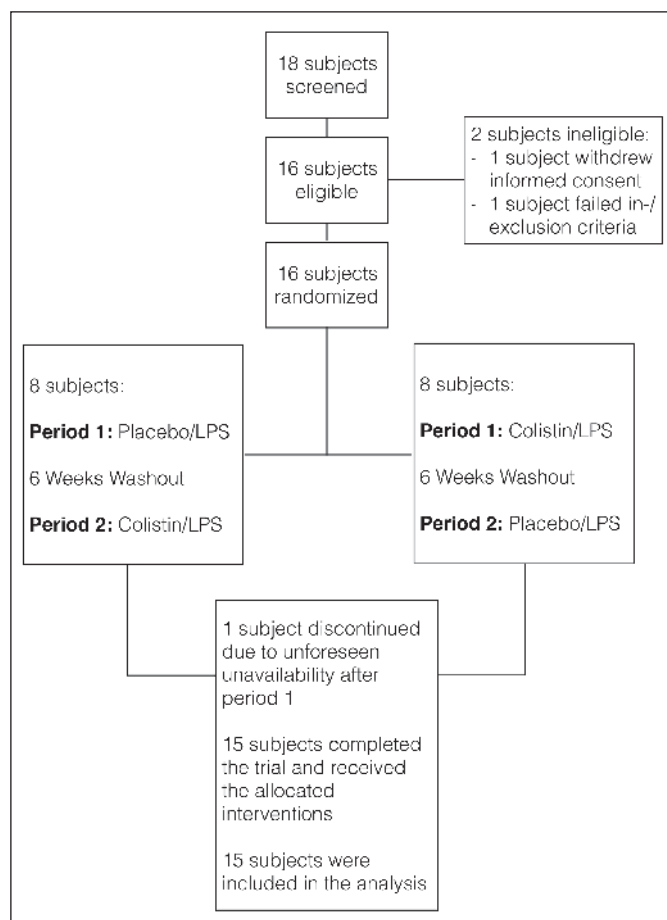 18 subjects
screened
16 subjects
eligible
2 subjects ineligible:
- 1 subject withdrew
informed consent
- 1 subject failed in-/
exclusion criteria
16 subjects
randomized
8 subjects:
Period 1: Placebo/LPS
6 Weeks Washout
Period 2: Colistin/LPS
8 subjects:
Period 1: Colistin/LPS
6 Weeks Washout
Period 2: Placebo/LPS
1 subject discontinued
due to unforeseen
unavailability after
period 1
15 subjects completed
the trial and received
the allocated
interventions
15 subjects were
included in the analysis